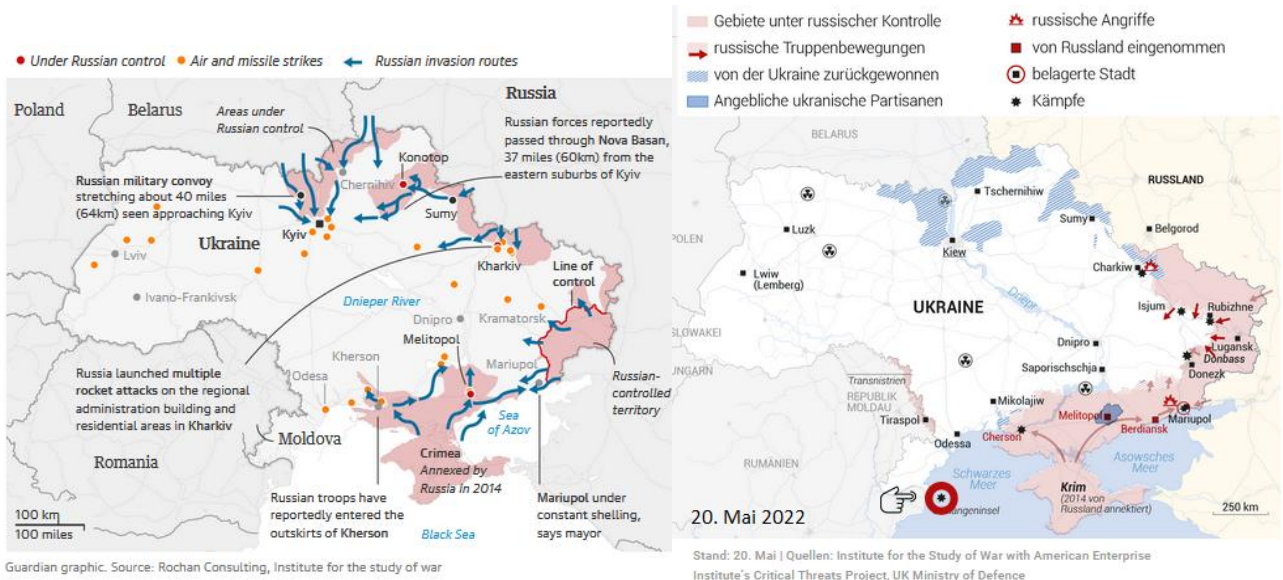 Under Russian control
Air and missile strikes
Russian invasion routes
Poland
Belarus
Areas under
Russian control
Russia
Russian forces reportedly
passed through Nova Basan,
37 miles (60km) from the
eastern suburbs of Kyiv
Konotop
Chernihiv
Russian military convoy
stretching about 40 miles
(64km) seen approaching Kyiv
Sumy
Kyiv
Ukraine
Lviv
Kharkiv
Line of
control
Ivano-Frankivsk
Dnieper River
Dnipro
Kramatorsk
Melitopol
Kherson
Mariupol
Odesa
Russia launched multiple
rocket attacks on the regional
administration building and
residential areas in Kharkiv
Russian-
controlled
territory
Sea
of Azov
Moldova
Crimea
Annexed by
Russia in 2014
Romania
Russian troops have
reportedly entered the
outskirts of Kherson
Mariupol under
constant shelling,
says mayor
Black Sea
100 km
100 miles
Guardian graphic. Source: Rochan Consulting, Institute for the study of war
Gebiete unter russischer Kontrolle
russische Truppenbewegungen
von der Ukraine zurückgewonnen
Angebliche ukranische Partisanen
russische Angriffe
von Russland eingenommen
belagerte Stadt
Kämpfe
BELARUS
RUSSLAND
Tschernihiw
Sumy
Belgorod
POLEN
Luzk
Kiew
Charkiw
Lwiw
(Lemberg)
UKRAINE
Dnipro
Isjum
Rubizhne
SLOWAKEI
Dnipro
Lugansk
Donbass
Donezk
Saporischschja
UNGARN
Transnistrien
REPUBLIK
MOLDAU
Mikolajiw
Melitopol
Mariupol
Berdiansk
Tiraspol
Odessa
Cherson
Asowsches
Meer
RUMÄNIEN
Schwarzes
Meer
Krim
(2014 von
Russland annektiert)
angeninsel
20. Mai 2022
250 km
Stand: 20. Mai | Quellen: Institute for the Study of War with American Enterprise
Institute's Critical Threats Project, UK Ministry of Defence